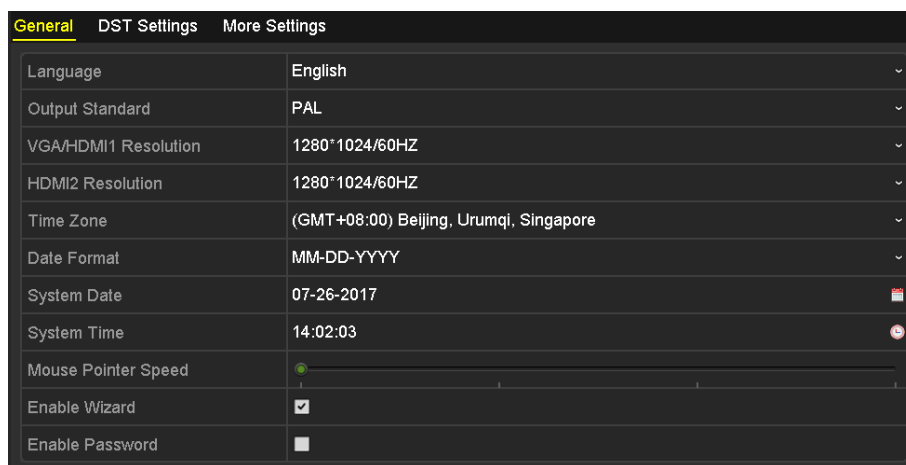 General DST Settings More Settings
Language English
Output Standard PAL
VGA/HDMI1 Resolution 1280*1024/60HZ
HDMI2 Resolution 1280*1024/60HZ
Time Zone (GMT+08:00) Beijing, Urumqi, Singapore
Date Format MM-DD-YYYY
System Date 07-26-2017
System Time 14:02:03
Mouse Pointer Speed
Enable Wizard
Enable Password